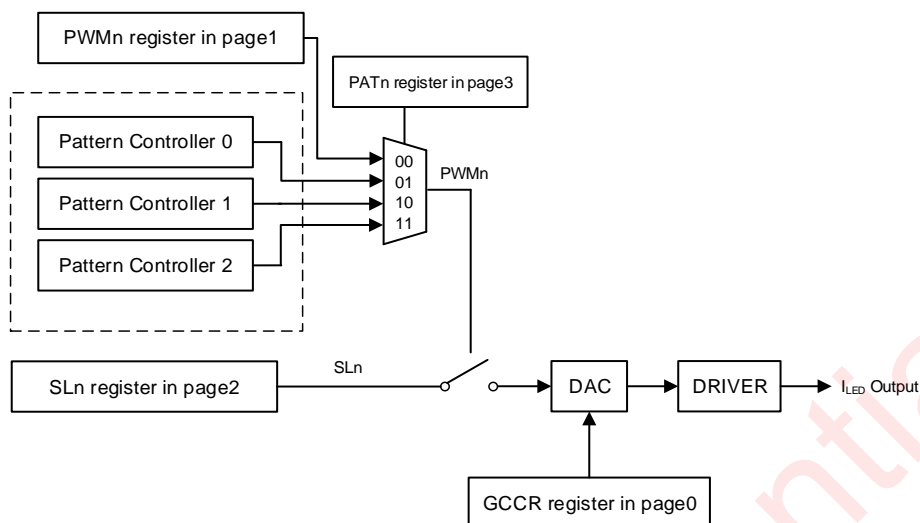 PWMn register in page1
PATn register in page3
Pattern Controller 0
Pattern Controller 1
Pattern Controller 2
00
01
10
11
PWMn
SLn register in page2
SLn
DAC
DRIVER
ILED Output
GCCR register in page0